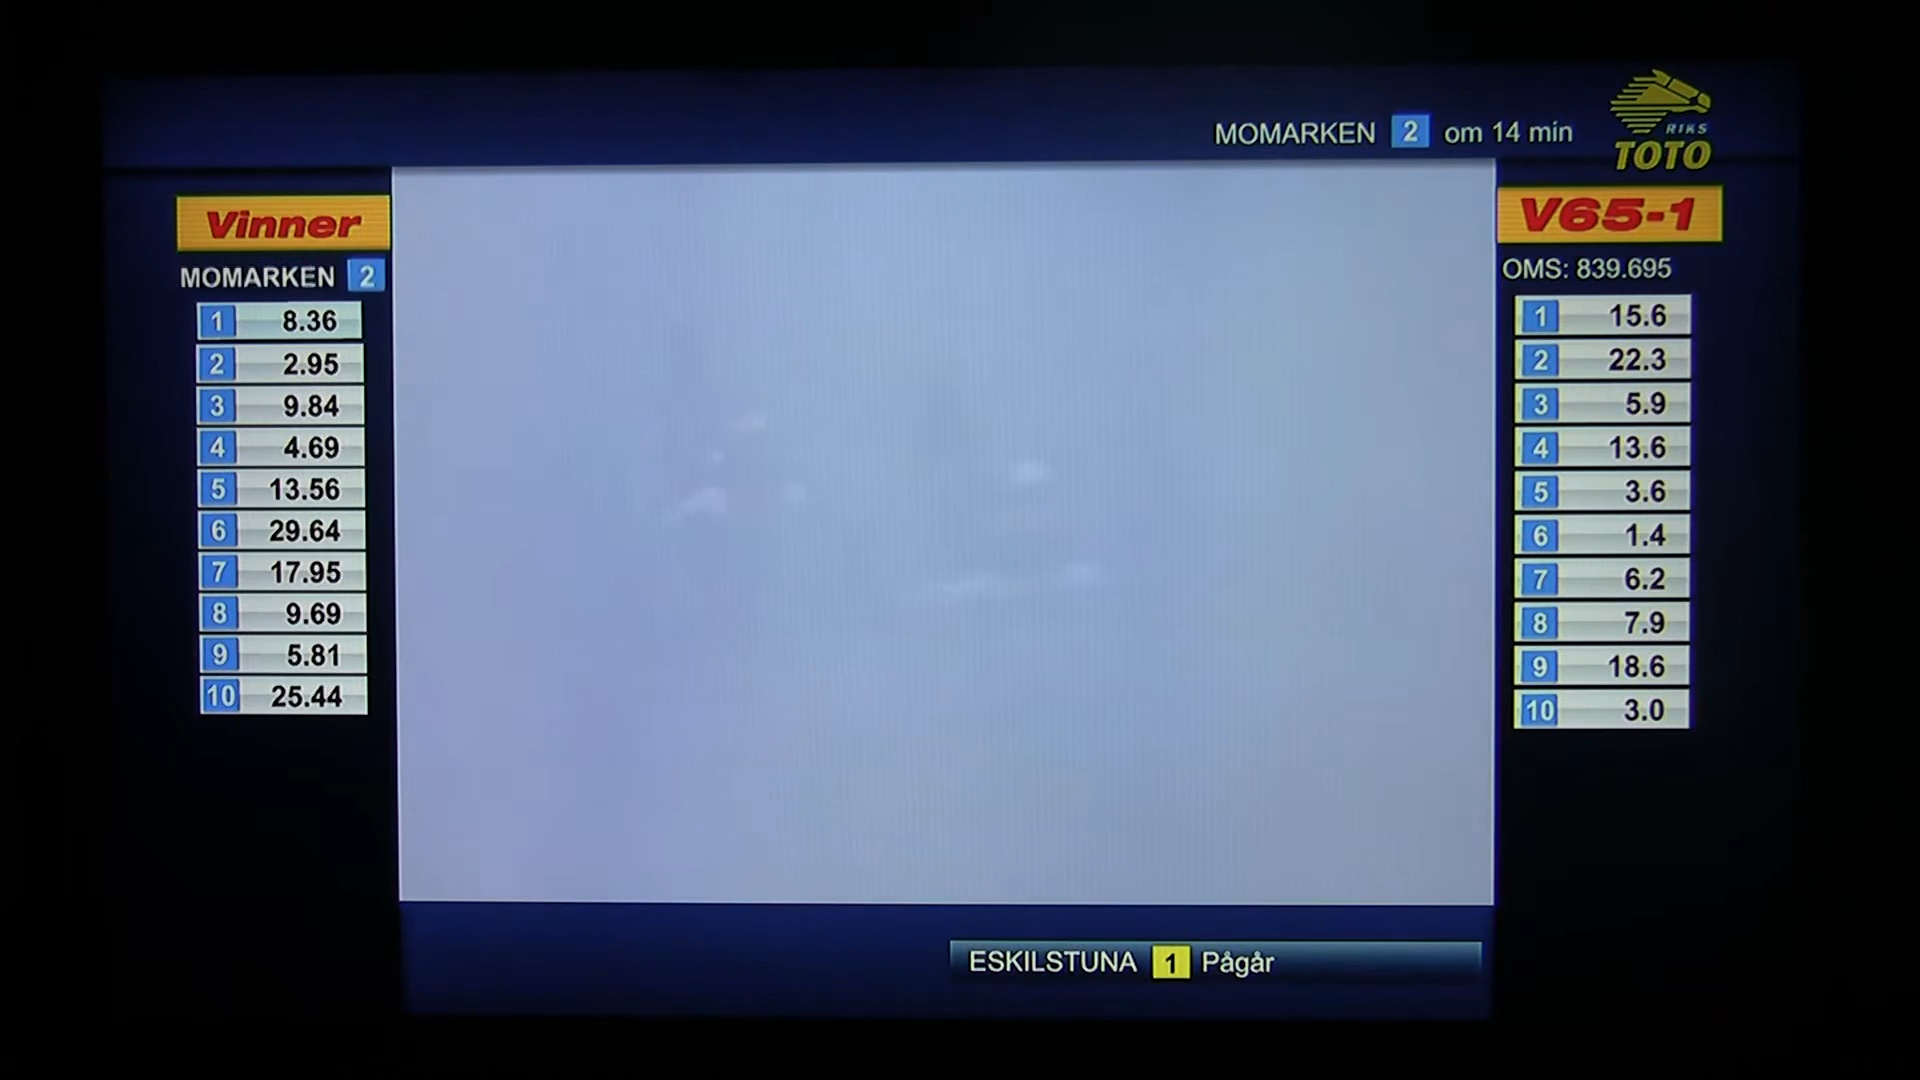 MOMARKEN 2 om 14 min
RIKS
TOTO
Vinner
MOMARKEN 2
1 8.36
2 2.95
3 9.84
4 4.69
5 13.56
6 29.64
7 17.95
8 9.69
9 5.81
10 25.44
V65-1
OMS: 839.695
1 15.6
2 22.3
3 5.9
4 13.6
5 3.6
6 1.4
7 6.2
8 7.9
9 18.6
10 3.0
ESKILSTUNA 1 Pågår